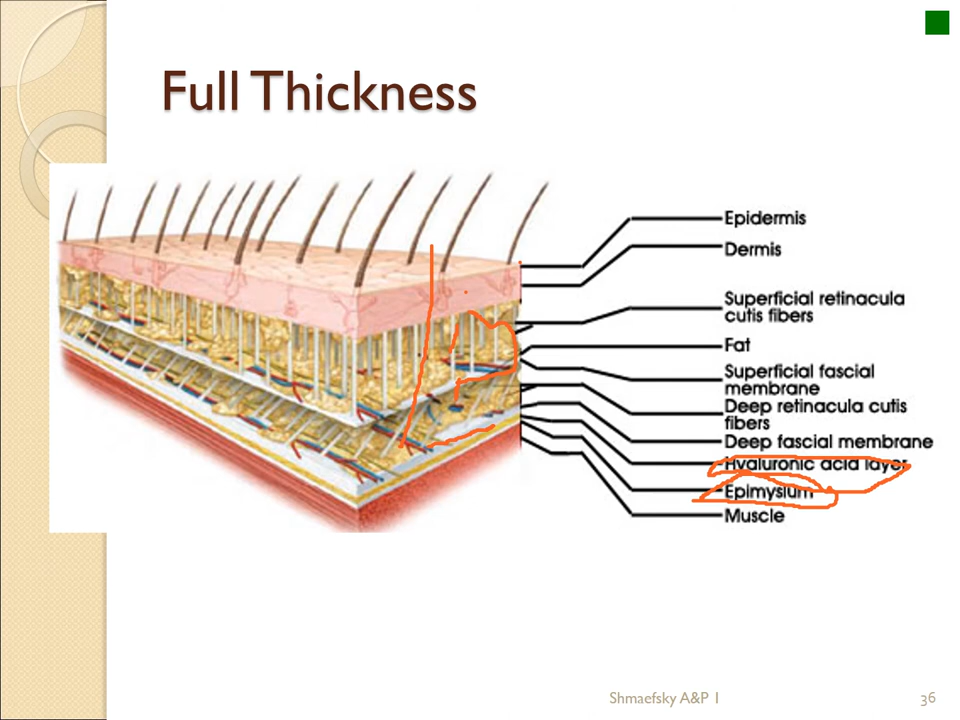 Full Thickness
Epidermis
Dermis
Superficial retinacula
cutis fibers
Fat
Superficial fascial
membrane
Deep retinacula cutis
fibers
Deep fascial membrane
Hyaluronic acid layer
Epimysium
Muscle
Shmaefsky A&P 1
36